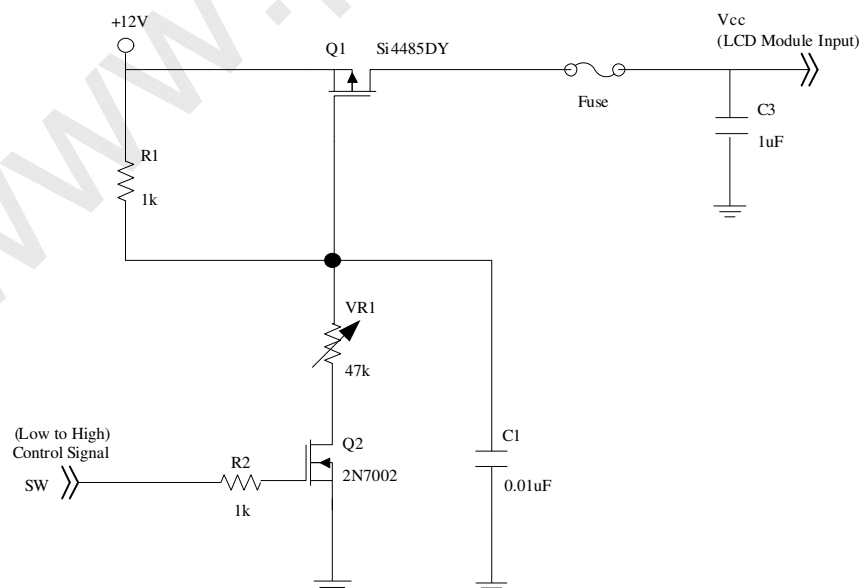 +12V
Vcc
(LCD Module Input)
Q1
Si4485DY
Fuse
C3
1uF
R1
1k
VR1
47k
(Low to High)
Control Signal
SW
R2
1k
Q2
2N7002
C1
0.01uF